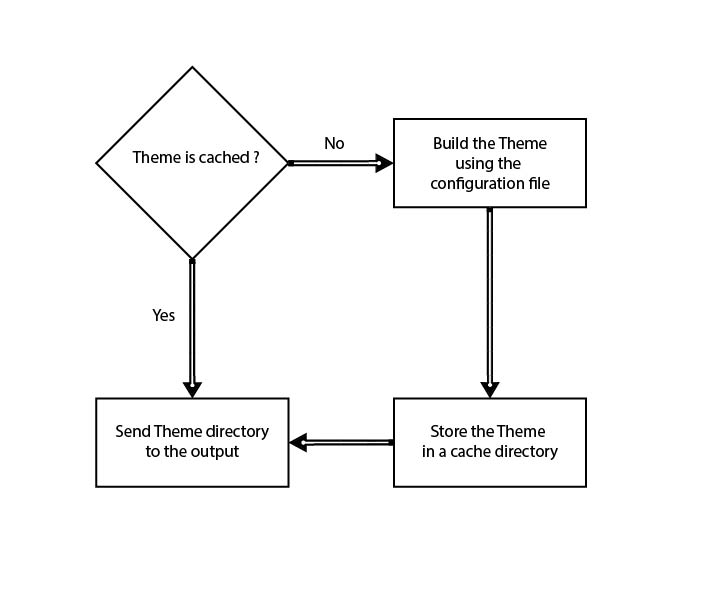 Theme is cached ?
No
Build the Theme
using the
configuration file
Yes
Send Theme directory
to the output
Store the Theme
in a cache directory